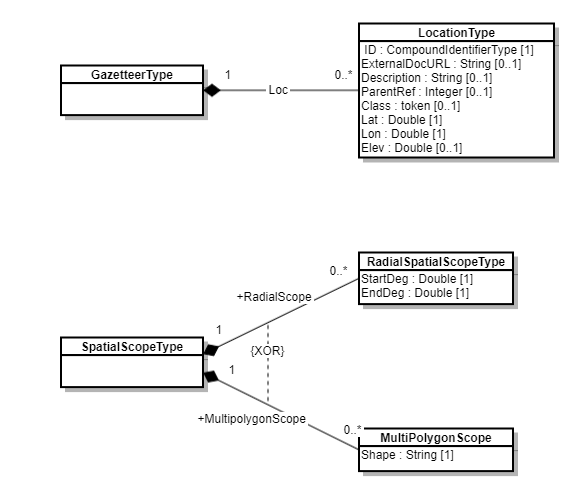 LocationType
ID : CompoundIdentifierType [1]
ExternalDocURL : String [0..1]
Description : String [0..1]
ParentRef : Integer [0..1]
Class : token [0..1]
Lat : Double [1]
Lon : Double [1]
Elev : Double [0..1]
GazetteerType
1
0..*
Loc
RadialSpatialScopeType
StartDeg : Double [1]
EndDeg : Double [1]
0..*
+RadialScope
1
SpatialScopeType
{XOR}
1
+MultipolygonScope
0..*
MultiPolygonScope
Shape : String [1]